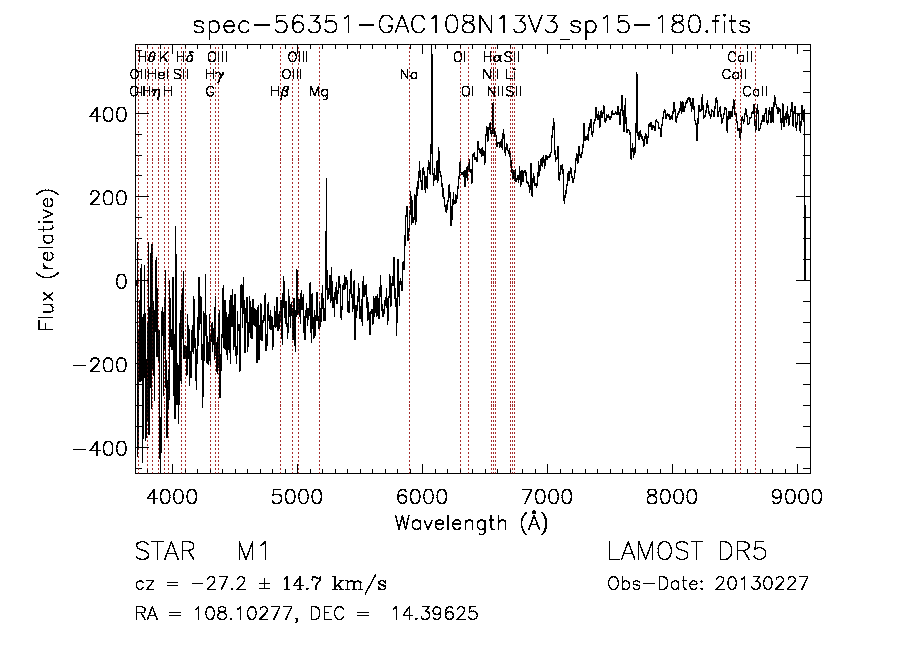 spec-56351-GAC108N13V3_sp15-180.fits
Hθ K Hδ OIII OIII OI Hα SII CaII
OII HeI SII Hγ OIII Na NII Li CaII
OII Hη H G Hβ Mg OI NII SII CaII
400
200
0
-200
-400
Flux (relative)
4000 5000 6000 7000 8000 9000
Wavelength (Å)
STAR M1 LAMOST DR5
cz = -27.2 ± 14.7 km/s Obs-Date: 20130227
RA = 108.10277, DEC = 14.39625